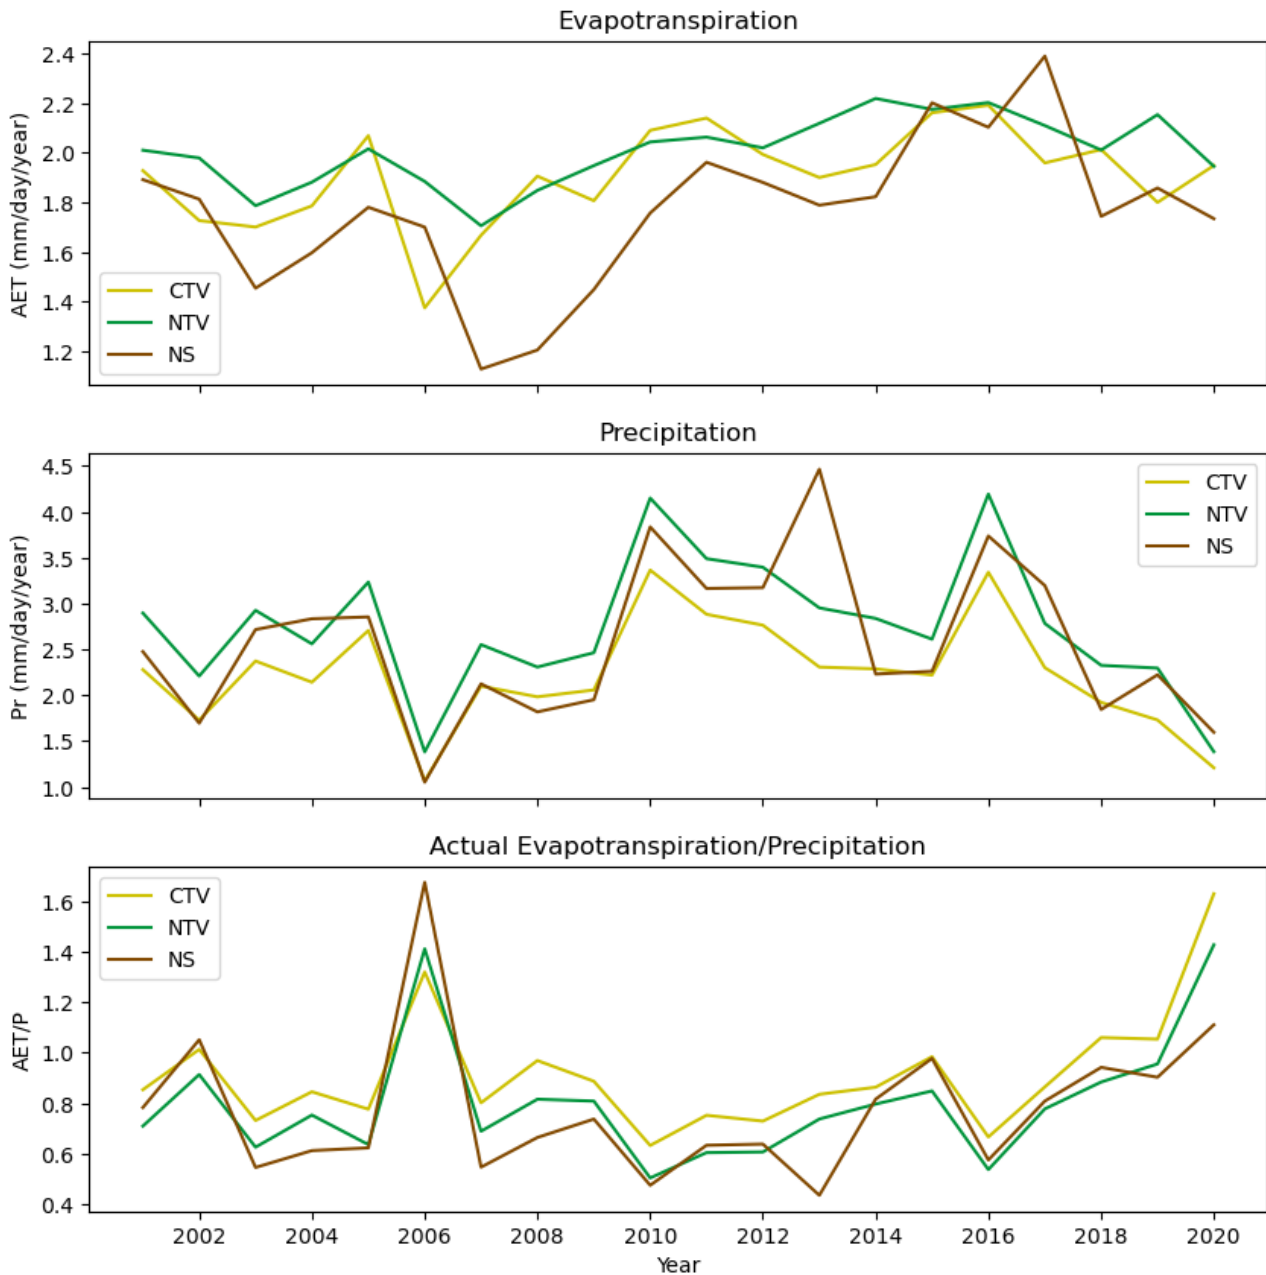 Evapotranspiration
2.4
2.2
2.0
1.8
1.6
1.4
1.2
AET (mm/day/year)
CTV
NTV
NS
Precipitation
4.5
4.0
3.5
3.0
2.5
2.0
1.5
1.0
Pr (mm/day/year)
CTV
NTV
NS
Actual Evapotranspiration/Precipitation
1.6
1.4
1.2
1.0
0.8
0.6
0.4
AET/P
CTV
NTV
NS
2002 2004 2006 2008 2010 2012 2014 2016 2018 2020
Year